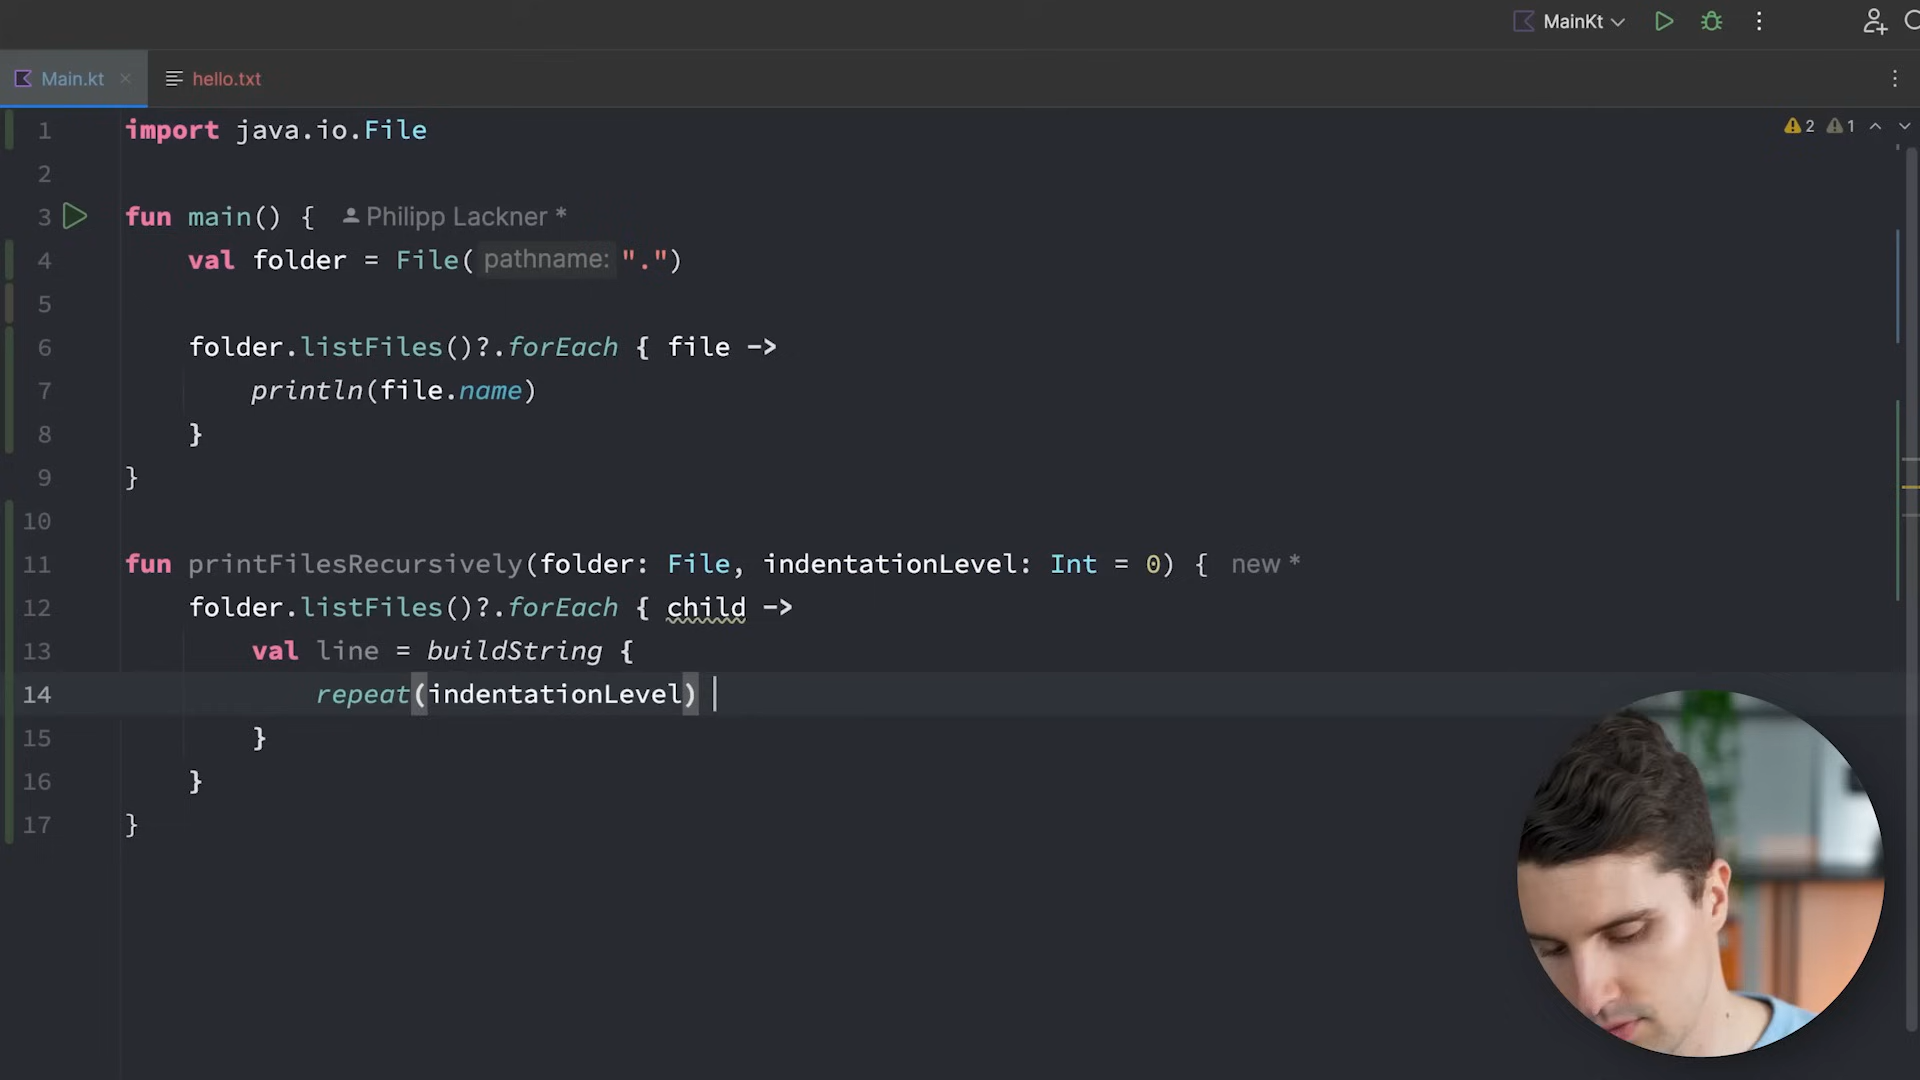 MainKt
Main.kt
hello.txt
2 1
1 import java.io.File
2
3 fun main() { Philipp Lackner *
4 val folder = File( pathname: ".")
5
6 folder.listFiles()?.forEach { file ->
7 println(file.name)
8 }
9 }
10
11 fun printFilesRecursively(folder: File, indentationLevel: Int = 0) { new *
12 folder.listFiles()?.forEach { child ->
13 val line = buildString {
14 repeat(indentationLevel)
15 }
16 }
17 }